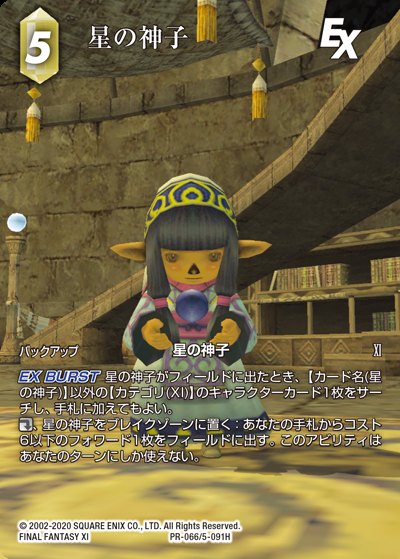 5 星の神子 EX
バックアップ 星の神子 XI
EX BURST 星の神子がフィールドに出たとき、【カード名(星
の神子)】以外の【カテゴリ(XI)】のキャラクターカード1枚をサー
チし、手札に加えてもよい。
、星の神子をブレイクゾーンに置く:あなたの手札からコスト
6以下のフォワード1枚をフィールドに出す。このアビリティは
あなたのターンにしか使えない。
© 2002-2020 SQUARE ENIX CO., LTD. All Rights Reserved.
FINAL FANTASY XI PR-066/5-091H